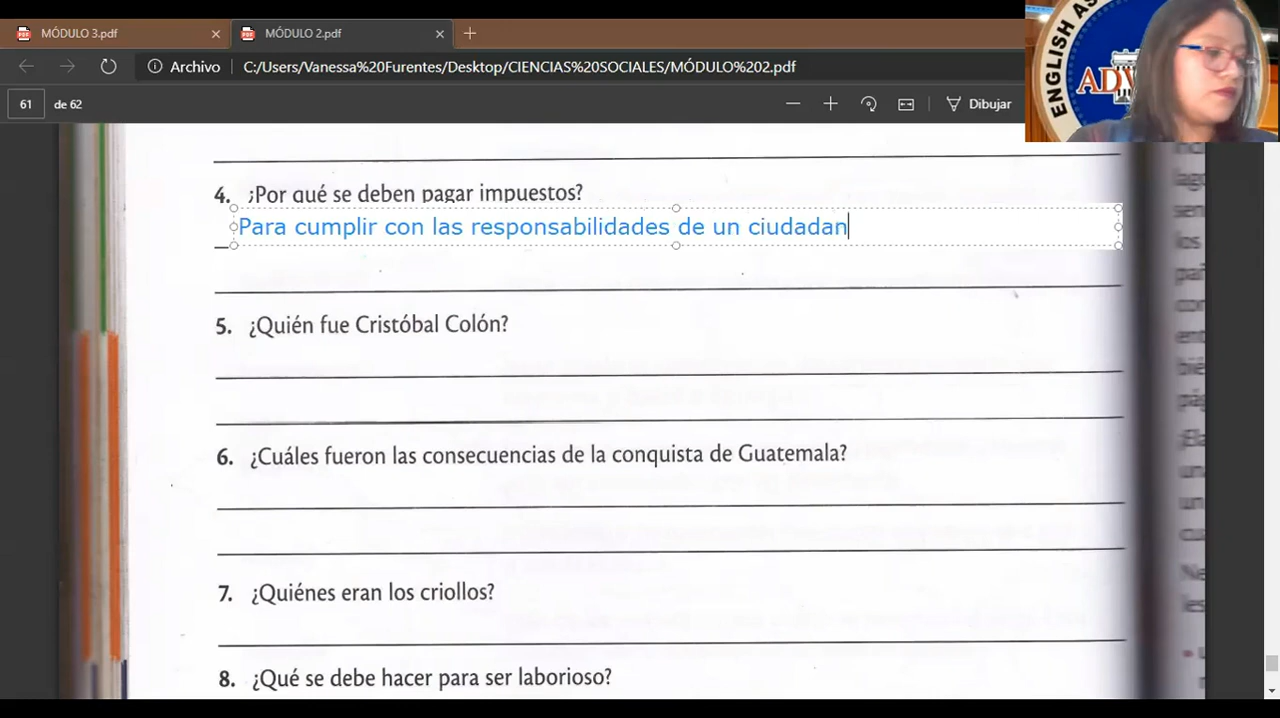 MÓDULO 3.pdf
MÓDULO 2.pdf
Archivo
C:/Users/Vanessa%20Furentes/Desktop/CIENCIAS%20SOCIALES/MÓDULO%202.pdf
61 de 62
Dibujar
ENGLISH
4. ¿Por qué se deben pagar impuestos?
Para cumplir con las responsabilidades de un ciudadan
5. ¿Quién fue Cristóbal Colón?
6. ¿Cuáles fueron las consecuencias de la conquista de Guatemala?
7. ¿Quiénes eran los criollos?
8. ¿Qué se debe hacer para ser laborioso?